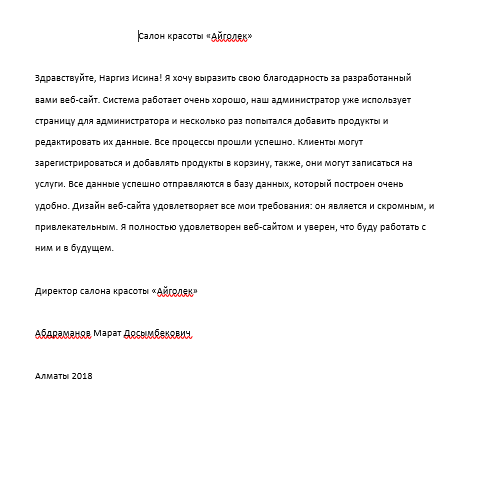 Салон красоты «Айголек»
Здравствуйте, Наргиз Исина! Я хочу выразить свою благодарность за разработанный
вами веб-сайт. Система работает очень хорошо, наш администратор уже использует
страницу для администратора и несколько раз попытался добавить продукты и
редактировать их данные. Все процессы прошли успешно. Клиенты могут
зарегистрироваться и добавлять продукты в корзину, также, они могут записаться на
услуги. Все данные успешно отправляются в базу данных, который построен очень
удобно. Дизайн веб-сайта удовлетворяет все мои требования: он является и скромным, и
привлекательным. Я полностью удовлетворен веб-сайтом и уверен, что буду работать с
ним и в будущем.
Директор салона красоты «Айголек»
Абдраманов Марат Досымбекович
Алматы 2018